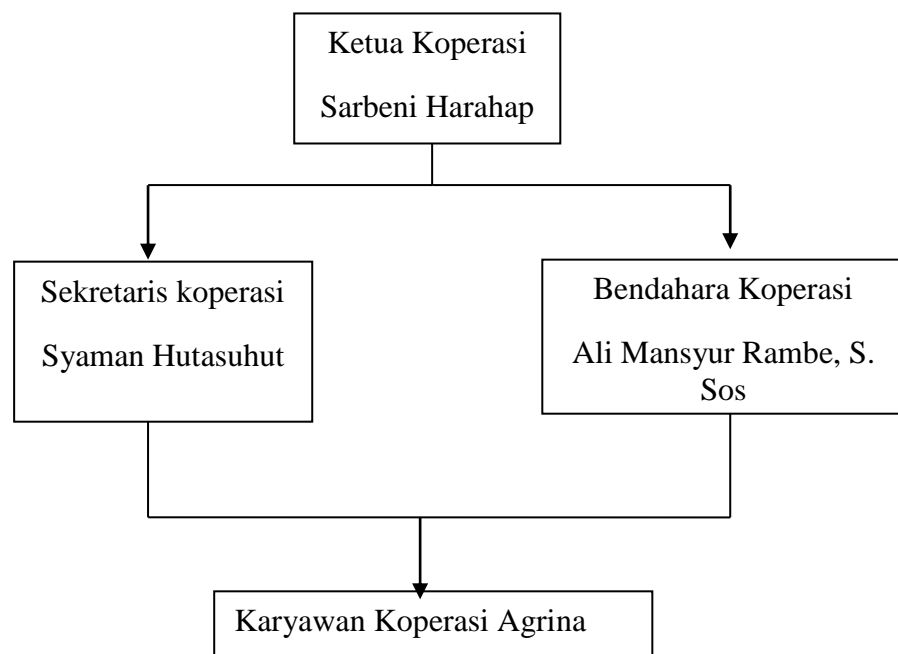 Ketua Koperasi
Sarbeni Harahap
Sekretaris koperasi
Syaman Hutasuhut
Bendahara Koperasi
Ali Mansyur Rambe, S.
Sos
Karyawan Koperasi Agrina